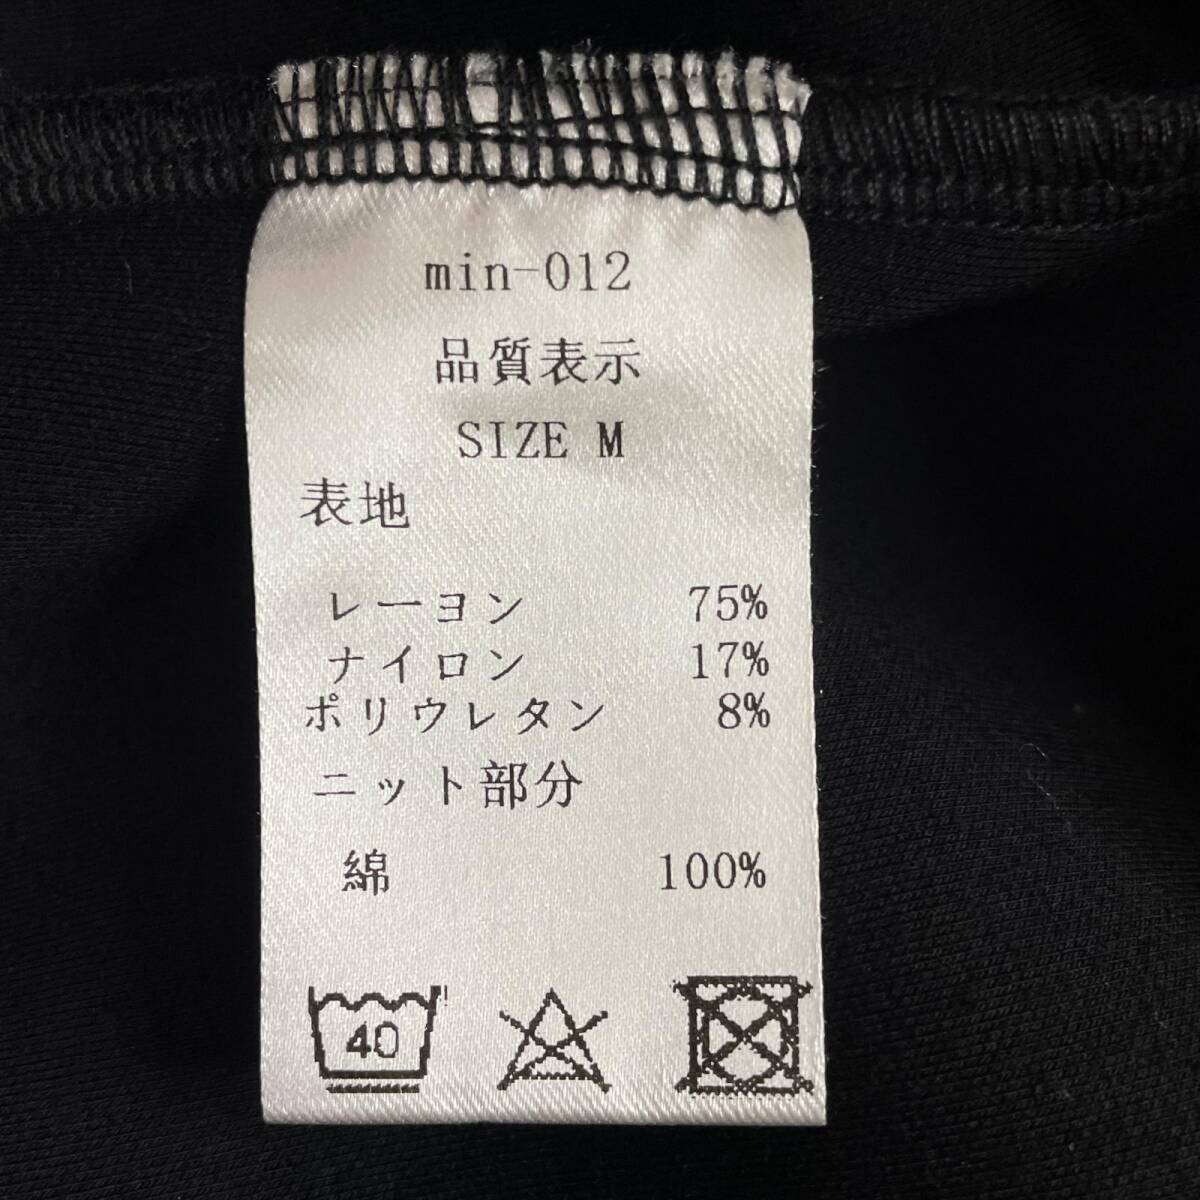 min-012
品質表示
SIZE M
表地
レーヨン 75%
ナイロン 17%
ポリウレタン 8%
ニット部分
綿 100%
40